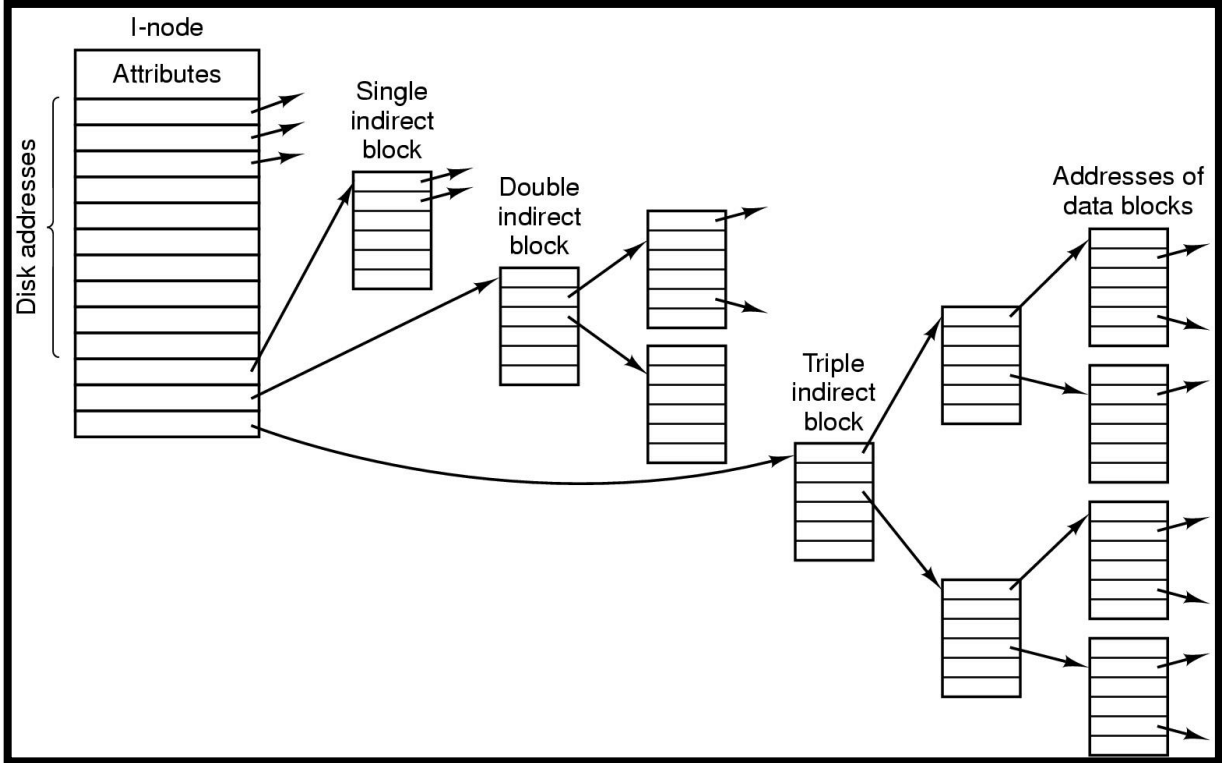 I-node
Attributes
Disk addresses
Single
indirect
block
Double
indirect
block
Triple
indirect
block
Addresses of
data blocks